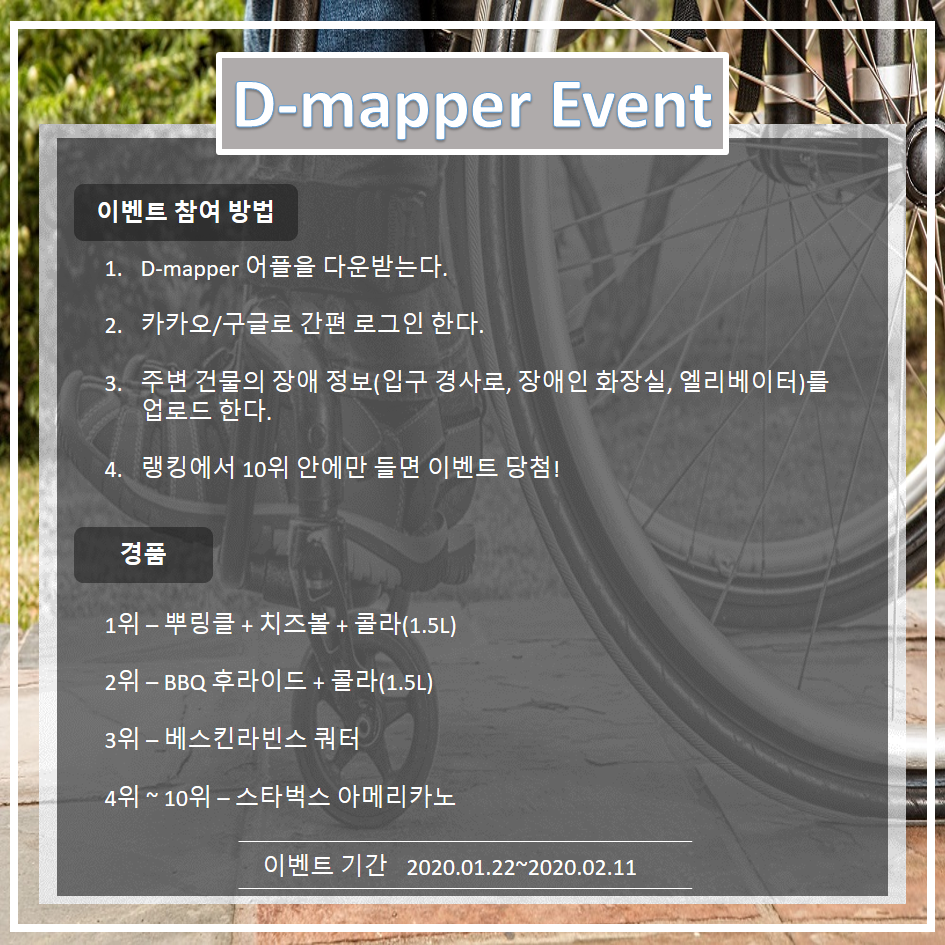 D-mapper Event
이벤트 참여 방법
1. D-mapper 어플을 다운받는다.
2. 카카오/구글로 간편 로그인 한다.
3. 주변 건물의 장애 정보(입구 경사로, 장애인 화장실, 엘리베이터)를
업로드 한다.
4. 랭킹에서 10위 안에만 들면 이벤트 당첨!
경품
1위 – 뿌링클 + 치즈볼 + 콜라(1.5L)
2위 – BBQ 후라이드 + 콜라(1.5L)
3위 – 베스킨라빈스 쿼터
4위 ~ 10위 – 스타벅스 아메리카노
이벤트 기간 2020.01.22~2020.02.11